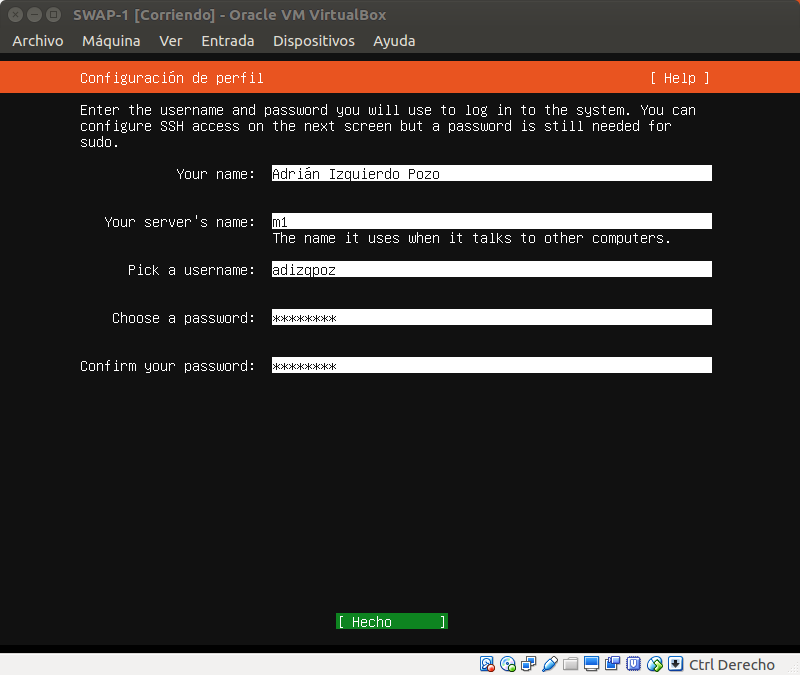 SWAP-1 [Corriendo] - Oracle VM VirtualBox
Archivo Máquina Ver Entrada Dispositivos Ayuda
Configuración de perfil [ Help ]
Enter the username and password you will use to log in to the system. You can
configure SSH access on the next screen but a password is still needed for
sudo.
Your name: Adrián Izquierdo Pozo
Your server's name: m1
The name it uses when it talks to other computers.
Pick a username: adizqpoz
Choose a password: ********
Confirm your password: ********
[ Hecho ]
Ctrl Derecho